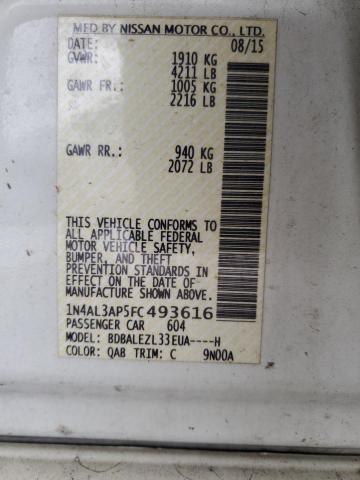 MFD BY NISSAN MOTOR CO., LTD.
DATE: 08/15
GVWR: 1910 KG
4211 LB
GAWR FR.: 1005 KG
2216 LB
GAWR RR.: 940 KG
2072 LB
THIS VEHICLE CONFORMS TO
ALL APPLICABLE FEDERAL
MOTOR VEHICLE SAFETY,
BUMPER, AND THEFT
PREVENTION STANDARDS IN
EFFECT ON THE DATE OF
MANUFACTURE SHOWN ABOVE.
1N4AL3AP5FC493616
PASSENGER CAR 604
MODEL: BDBALEZL33EUA----H
COLOR: QAB TRIM: C 9N00A